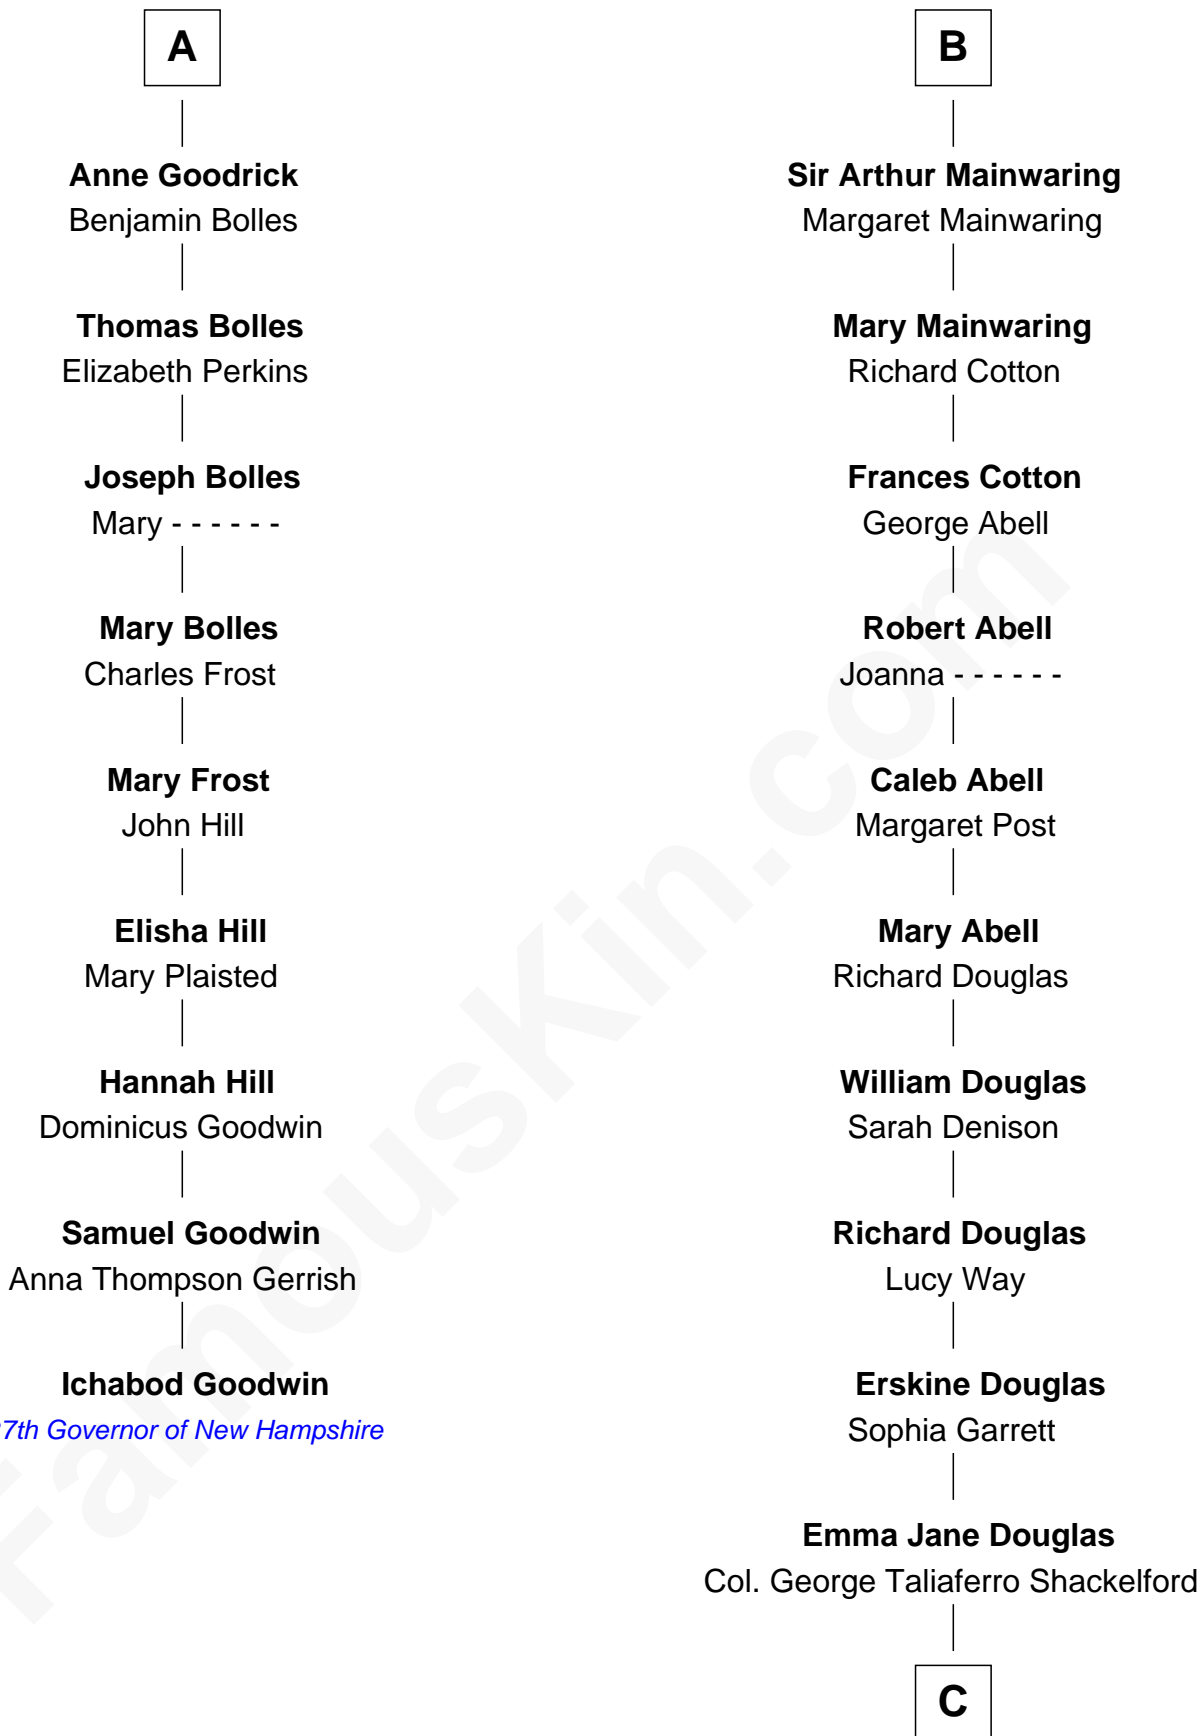 A
Anne Goodrick
Benjamin Bolles
Thomas Bolles
Elizabeth Perkins
Joseph Bolles
Mary - - - - - -
Mary Bolles
Charles Frost
Mary Frost
John Hill
Elisha Hill
Mary Plaisted
Hannah Hill
Dominicus Goodwin
Samuel Goodwin
Anna Thompson Gerrish
Ichabod Goodwin
7th Governor of New Hampshire
B
Sir Arthur Mainwaring
Margaret Mainwaring
Mary Mainwaring
Richard Cotton
Frances Cotton
George Abell
Robert Abell
Joanna - - - - - -
Caleb Abell
Margaret Post
Mary Abell
Richard Douglas
William Douglas
Sarah Denison
Richard Douglas
Lucy Way
Erskine Douglas
Sophia Garrett
Emma Jane Douglas
Col. George Taliaferro Shackelford
C
FamousKin.com